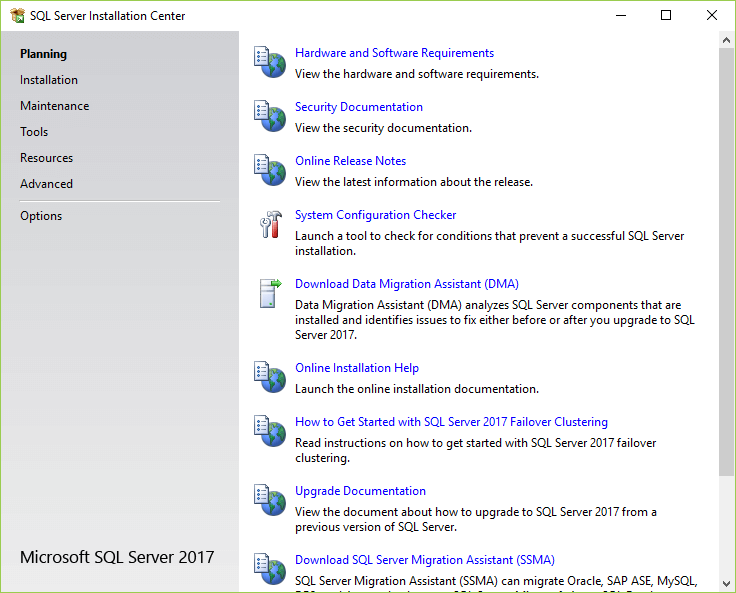 SQL Server Installation Center
Planning
Installation
Maintenance
Tools
Resources
Advanced
Options
Microsoft SQL Server 2017
Hardware and Software Requirements
View the hardware and software requirements.
Security Documentation
View the security documentation.
Online Release Notes
View the latest information about the release.
System Configuration Checker
Launch a tool to check for conditions that prevent a successful SQL Server
installation.
Download Data Migration Assistant (DMA)
Data Migration Assistant (DMA) analyzes SQL Server components that are
installed and identifies issues to fix either before or after you upgrade to SQL
Server 2017.
Online Installation Help
Launch the online installation documentation.
How to Get Started with SQL Server 2017 Failover Clustering
Read instructions on how to get started with SQL Server 2017 failover
clustering.
Upgrade Documentation
View the document about how to upgrade to SQL Server 2017 from a
previous version of SQL Server.
Download SQL Server Migration Assistant (SSMA)
SQL Server Migration Assistant (SSMA) can migrate Oracle, SAP ASE, MySQL,